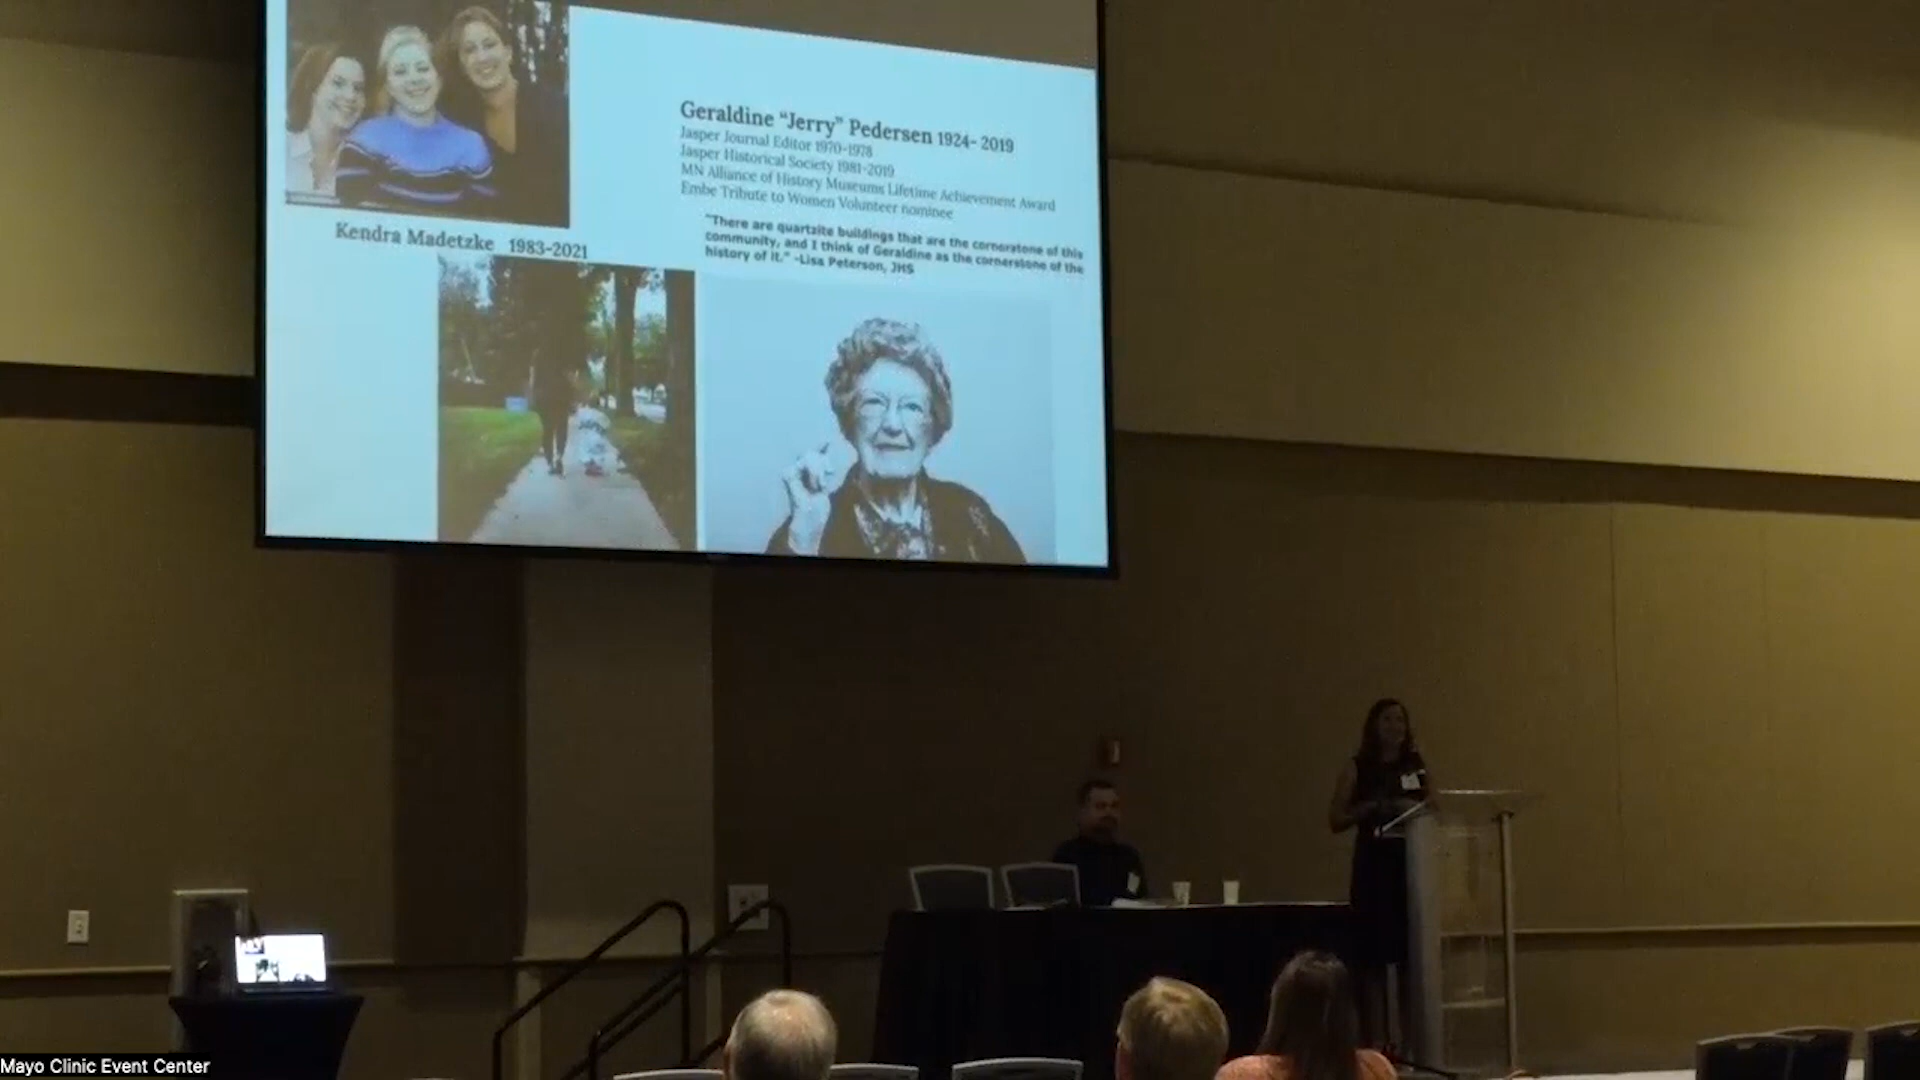 Kendra Madetzke 1983-2021
Geraldine “Jerry” Pedersen 1924- 2019
Jasper Journal Editor 1970-1978
Jasper Historical Society 1981-2019
MN Alliance of History Museums Lifetime Achievement Award
Embe Tribute to Women Volunteer nominee
"There are quartzite buildings that are the cornerstone of this
community, and I think of Geraldine as the cornerstone of the
history of it." -Lisa Peterson, JHS
Mayo Clinic Event Center